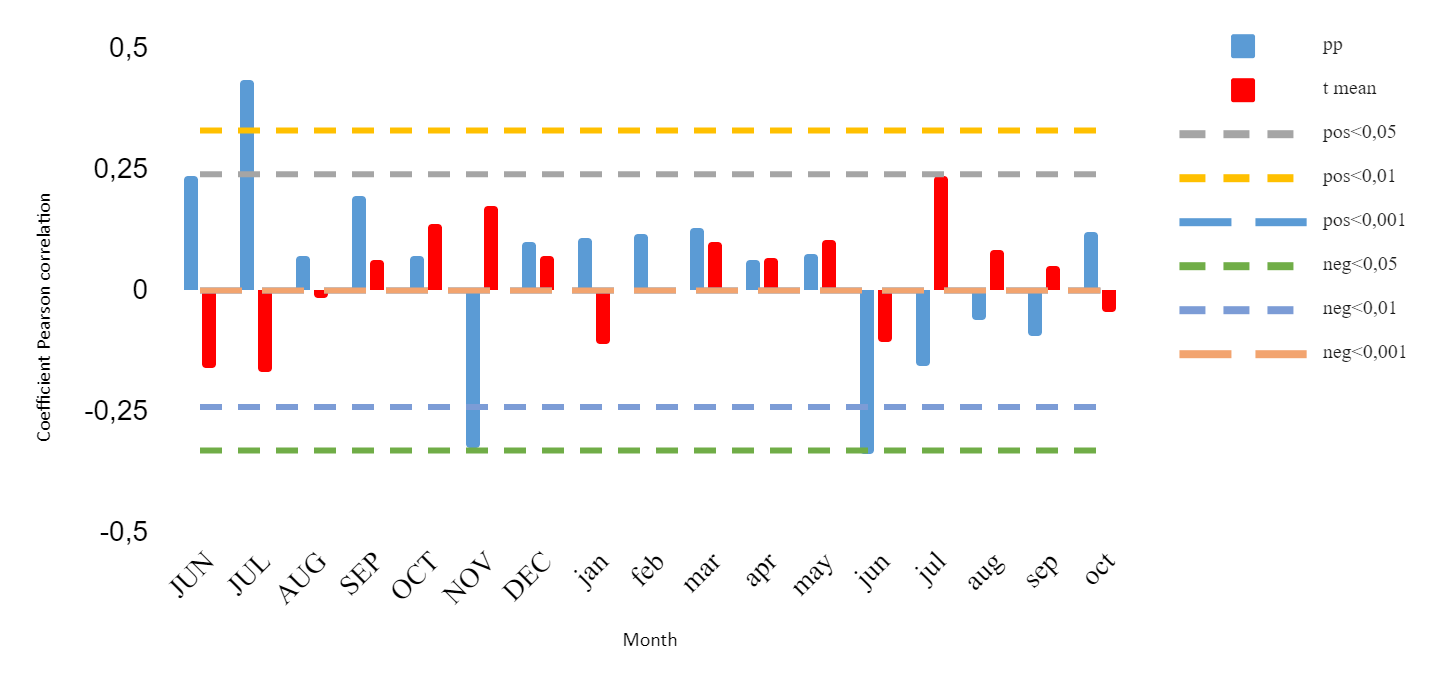 0,5
0,25
0
-0,25
-0,5
Coefficient Pearson correlation
JUN
JUL
AUG
SEP
OCT
NOV
DEC
jan
feb
mar
apr
may
jun
jul
aug
sep
oct
Month
pp
t mean
pos<0,05
pos<0,01
pos<0,001
neg<0,05
neg<0,01
neg<0,001